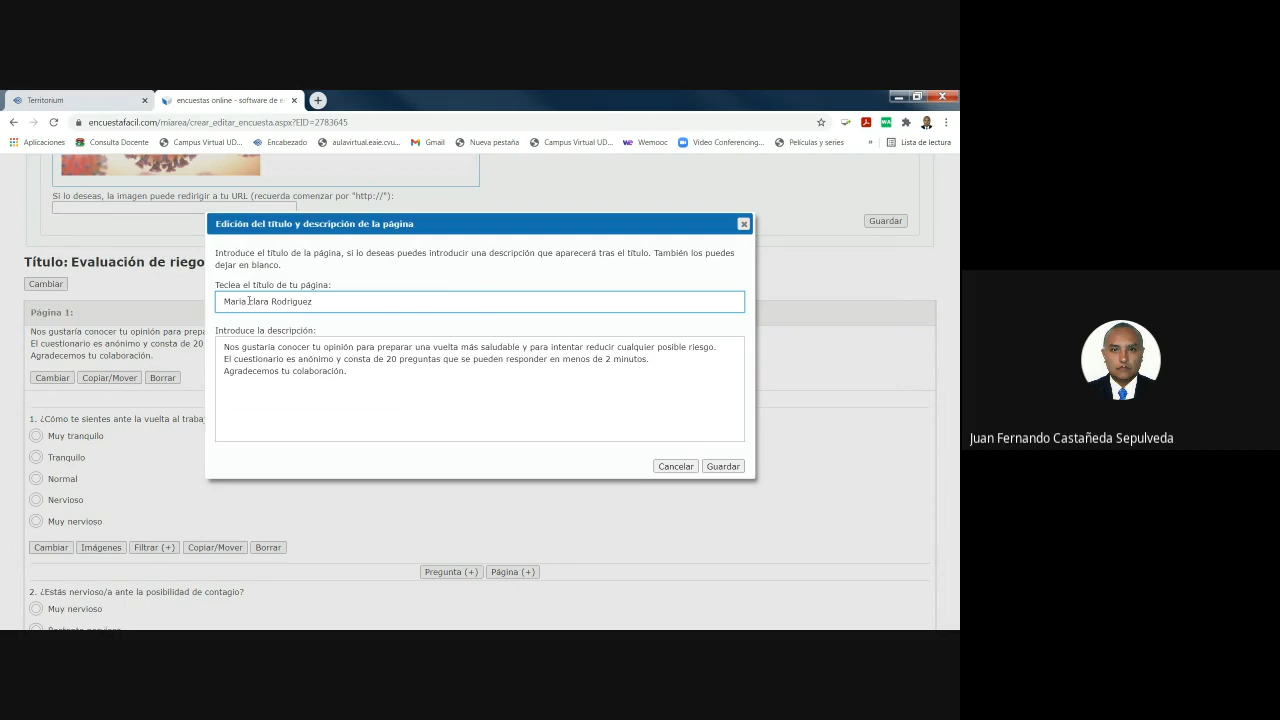 Territorium
encuestas online - software de e
encuestafacil.com/miarea/crear_editar_encuesta.aspx?EID=2783645
Aplicaciones Consulta Docente Campus Virtual UD... Encabezado aulavirtual.eaie.cvu... Gmail Nueva pestaña Campus Virtual UD... Wemooc Video Conferencing... Películas y series » Lista de lectura
Si lo deseas, la imagen puede redirigir a tu URL (recuerda comenzar por "http://"):
Guardar
Título: Evaluación de riego
Cambiar
Página 1:
Nos gustaría conocer tu opinión para prepa
El cuestionario es anónimo y consta de 20
Agradecemos tu colaboración.
Cambiar Copiar/Mover Borrar
Edición del título y descripción de la página
Introduce el título de la página, si lo deseas puedes introducir una descripción que aparecerá tras el título. También los puedes
dejar en blanco.
Teclea el título de tu página:
Maria clara Rodriguez
Introduce la descripción:
Nos gustaría conocer tu opinión para preparar una vuelta más saludable y para intentar reducir cualquier posible riesgo.
El cuestionario es anónimo y consta de 20 preguntas que se pueden responder en menos de 2 minutos.
Agradecemos tu colaboración.
Cancelar Guardar
1. ¿Cómo te sientes ante la vuelta al traba
Muy tranquilo
Tranquilo
Normal
Nervioso
Muy nervioso
Cambiar Imágenes Filtrar (+) Copiar/Mover Borrar
Pregunta (+) Página (+)
2. ¿Estás nervioso/a ante la posibilidad de contagio?
Muy nervioso
Juan Fernando Castañeda Sepulveda